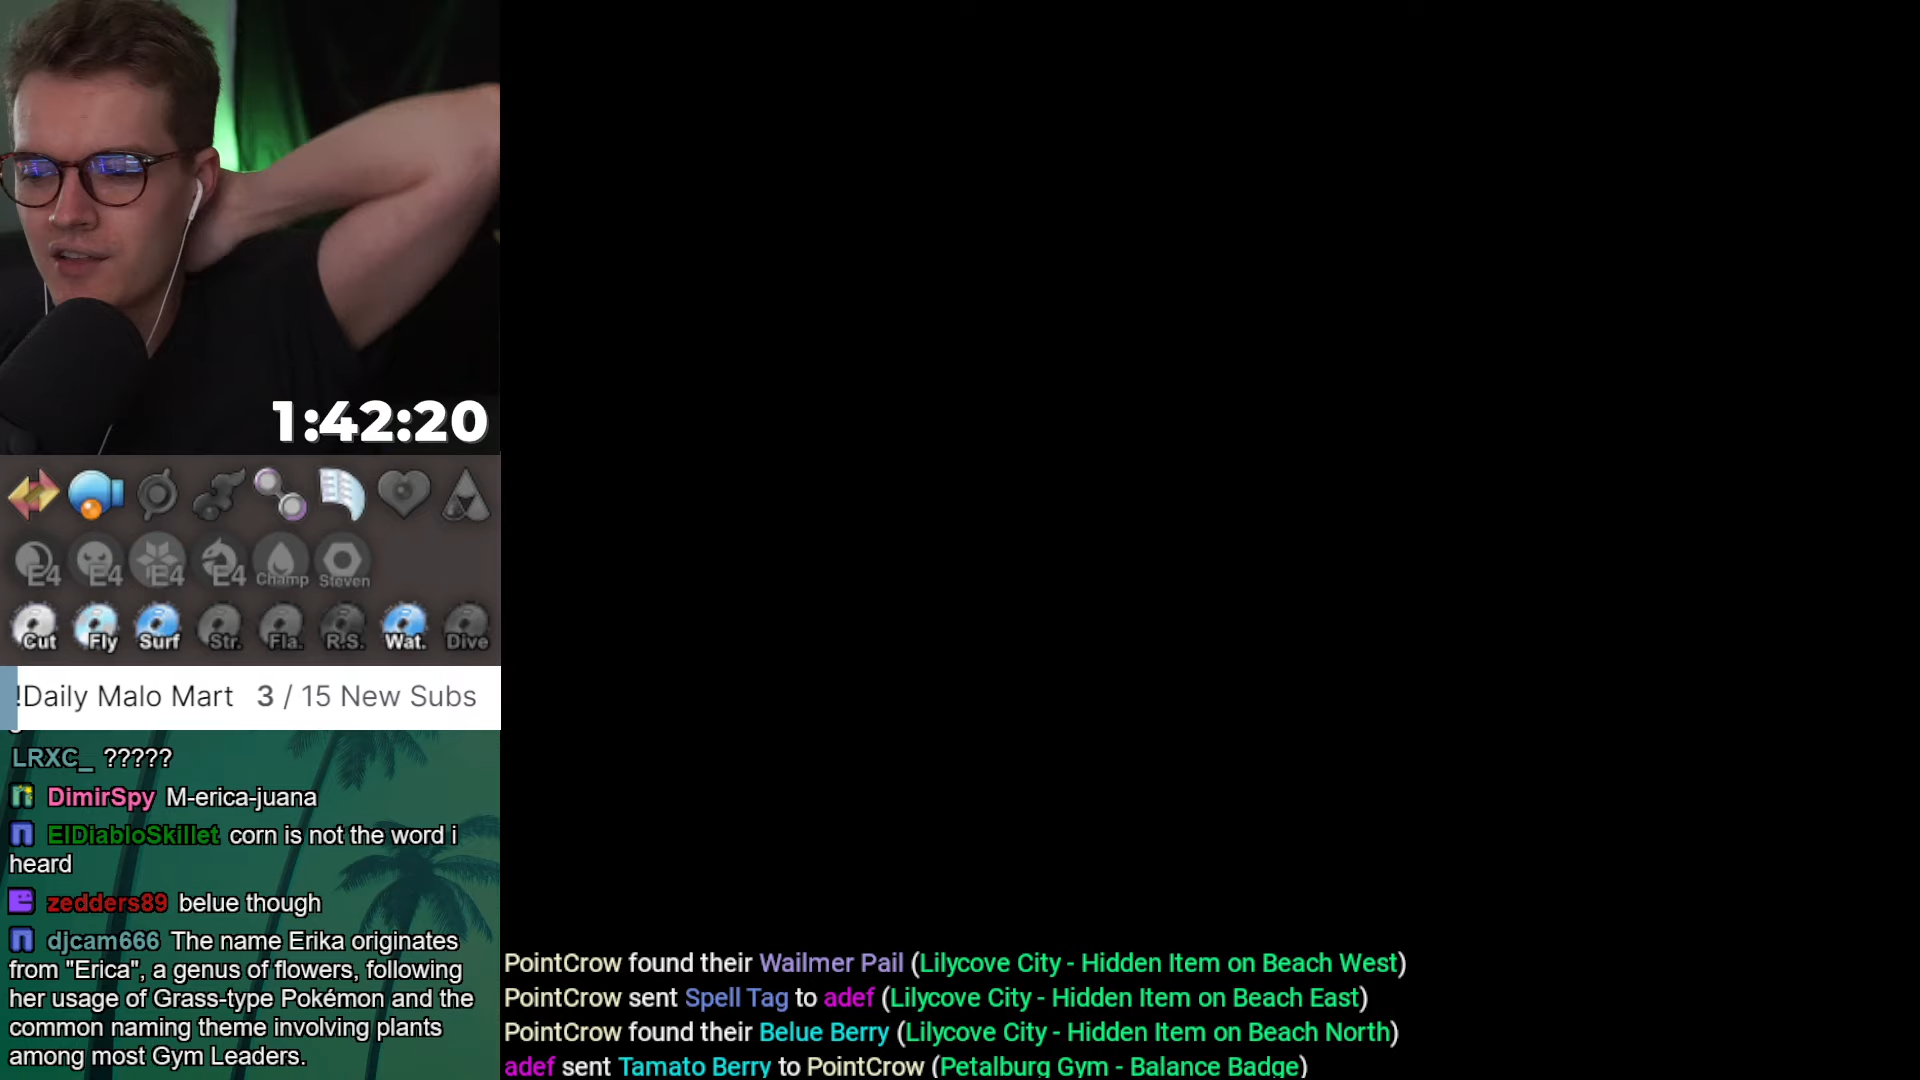 1:42:20
E4 E4 E4 E4 Champ Steven
Cut Fly Surf Str. Fla. R.S. Wat. Dive
!Daily Malo Mart 3 / 15 New Subs
LRXC_ ?????
DimirSpy M-erica-juana
ElDiabloSkillet corn is not the word i
heard
zedders89 belue though
djcam666 The name Erika originates
from "Erica", a genus of flowers, following
her usage of Grass-type Pokémon and the
common naming theme involving plants
among most Gym Leaders.
PointCrow found their Wailmer Pail (Lilycove City - Hidden Item on Beach West)
PointCrow sent Spell Tag to adef (Lilycove City - Hidden Item on Beach East)
PointCrow found their Belue Berry (Lilycove City - Hidden Item on Beach North)
adef sent Tamato Berry to PointCrow (Petalburg Gym - Balance Badge)